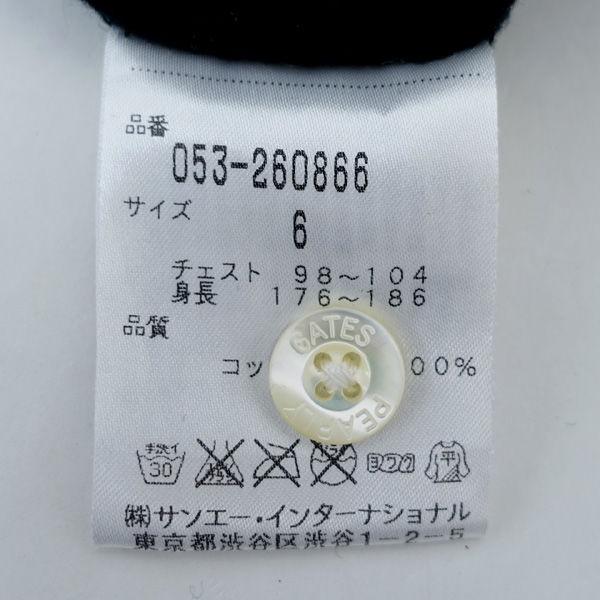 品番
053-260866
サイズ
6
チェスト 98～104
身長 176～186
品質
GATES
PEARLY
コッ 00%
手洗イ
30
ヨワク
平
(株)サンエー・インターナショナル
東京都渋谷区渋谷1-2-5